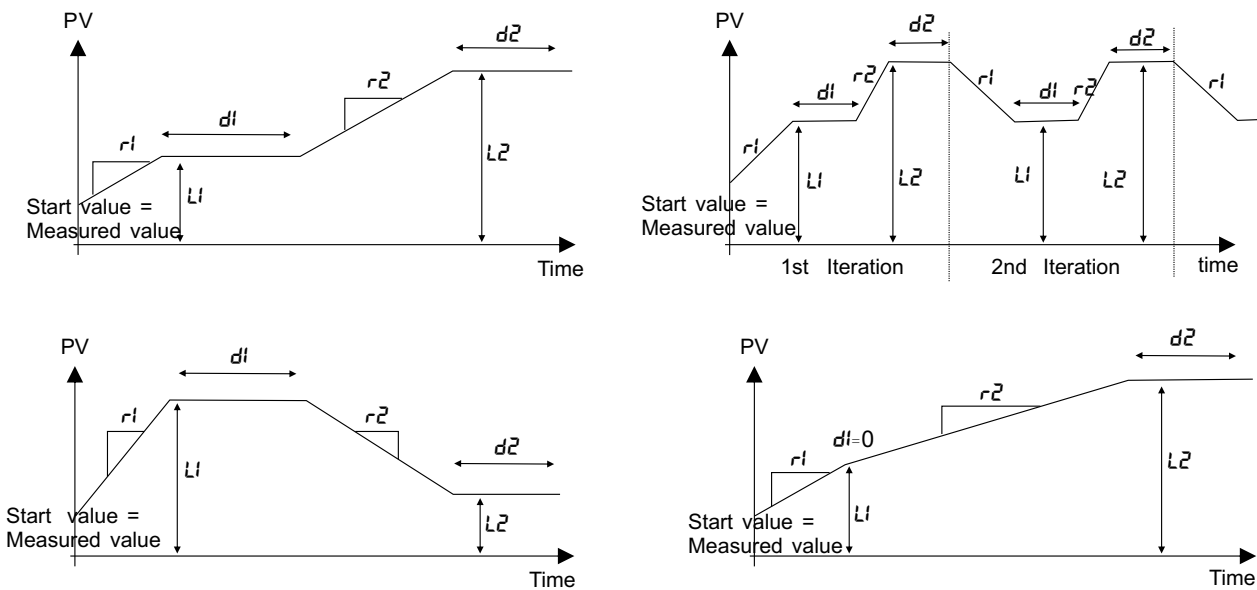 PV
d2
r2
d1
r1
L1
L2
Start value =
Measured value
Time
PV
d2
d2
r2
r1
d1
d1
r2
r1
r1
L1
L2
L1
L2
Start value =
Measured value
1st Iteration
2nd Iteration
time
PV
d1
r1
r2
d2
L1
L2
Start value =
Measured value
Time
PV
d2
r2
d1=0
r1
L2
L1
Start value =
Measured value
Time